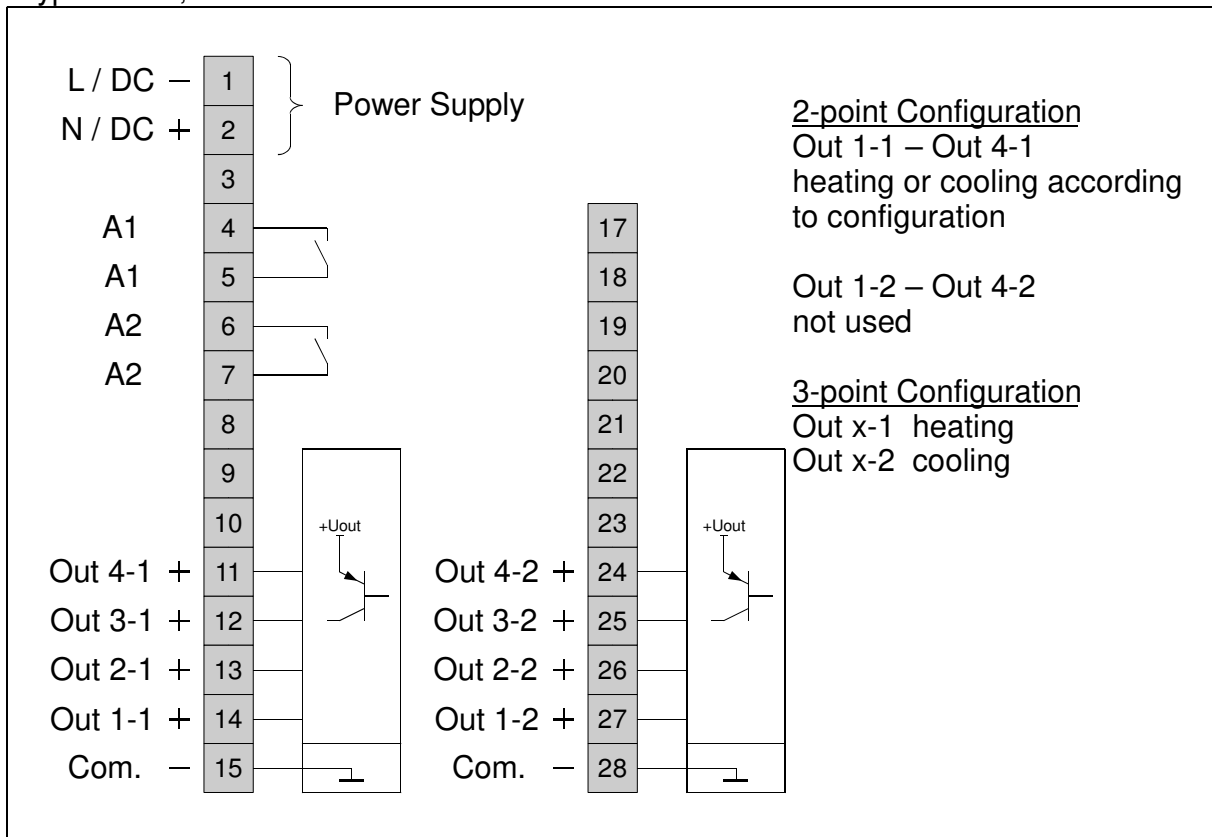 L / DC − 1
N / DC + 2
Power Supply
3
A1 4
A1 5
A2 6
A2 7
8
9
10
+Uout
Out 4-1 + 11
Out 3-1 + 12
Out 2-1 + 13
Out 1-1 + 14
Com. − 15
17
18
19
20
21
22
23
+Uout
Out 4-2 + 24
Out 3-2 + 25
Out 2-2 + 26
Out 1-2 + 27
Com. − 28
2-point Configuration
Out 1-1 – Out 4-1
heating or cooling according
to configuration
Out 1-2 – Out 4-2
not used
3-point Configuration
Out x-1 heating
Out x-2 cooling